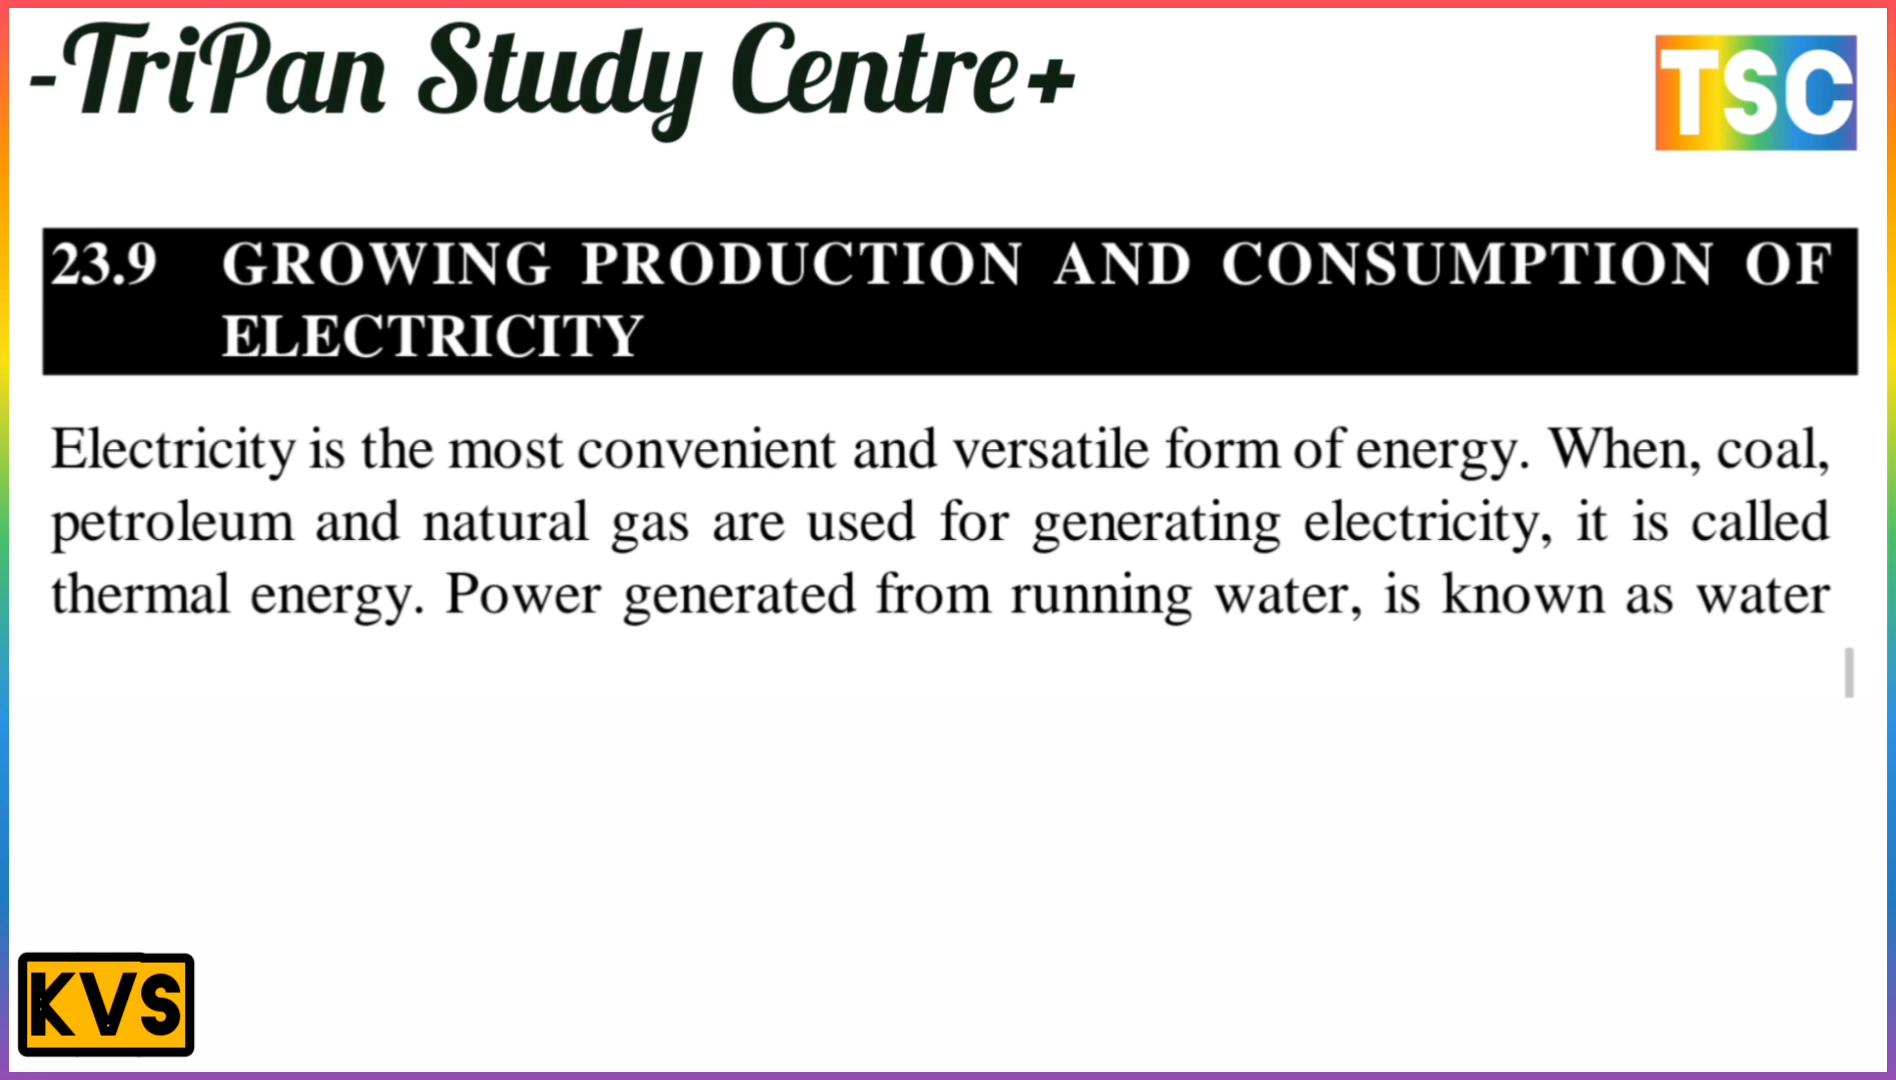 -TriPan Study Centre+
TSC
23.9 GROWING PRODUCTION AND CONSUMPTION OF
ELECTRICITY
Electricity is the most convenient and versatile form of energy. When, coal,
petroleum and natural gas are used for generating electricity, it is called
thermal energy. Power generated from running water, is known as water
KVS